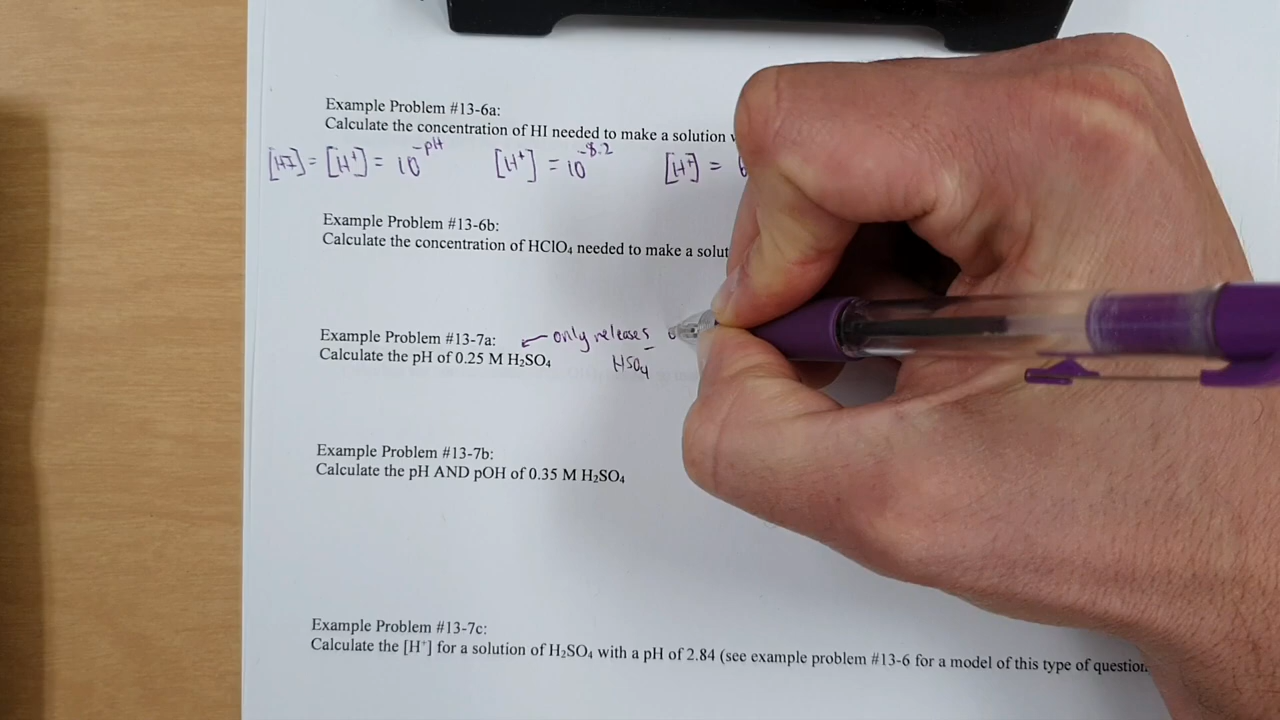 Example Problem #13-6a:
Calculate the concentration of HI needed to make a solution
[HI] = [H⁺] = 10^-pH [H⁺] = 10^-8.2 [H⁺] =
Example Problem #13-6b:
Calculate the concentration of HClO₄ needed to make a solut
Example Problem #13-7a: ← only releases
Calculate the pH of 0.25 M H₂SO₄ HSO₄⁻
Example Problem #13-7b:
Calculate the pH AND pOH of 0.35 M H₂SO₄
Example Problem #13-7c:
Calculate the [H⁺] for a solution of H₂SO₄ with a pH of 2.84 (see example problem #13-6 for a model of this type of question